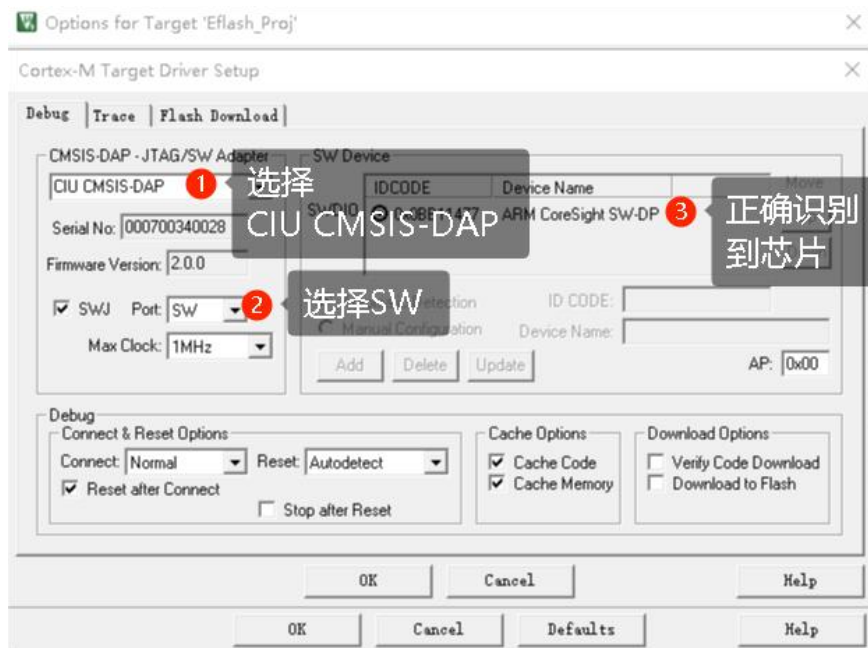 Options for Target 'Eflash_Proj'
Cortex-M Target Driver Setup
Debug
Trace
Flash Download
CMSIS-DAP - JTAG/SW Adapter
CIU CMSIS-DAP
1
选择
CIU CMSIS-DAP
Serial No: 000700340028
Firmware Version: 2.0.0
SWJ Port: SW
2
选择SW
Max Clock: 1MHz
SW Device
IDCODE
Device Name
Move
SWDIO
ARM CoreSight SW-DP
3
正确识别
到芯片
ID CODE:
Manual Configuration
Device Name:
Add
Delete
Update
AP: 0x00
Debug
Connect & Reset Options
Connect: Normal
Reset: Autodetect
Reset after Connect
Stop after Reset
Cache Options
Cache Code
Cache Memory
Download Options
Verify Code Download
Download to Flash
OK
Cancel
Help
OK
Cancel
Defaults
Help